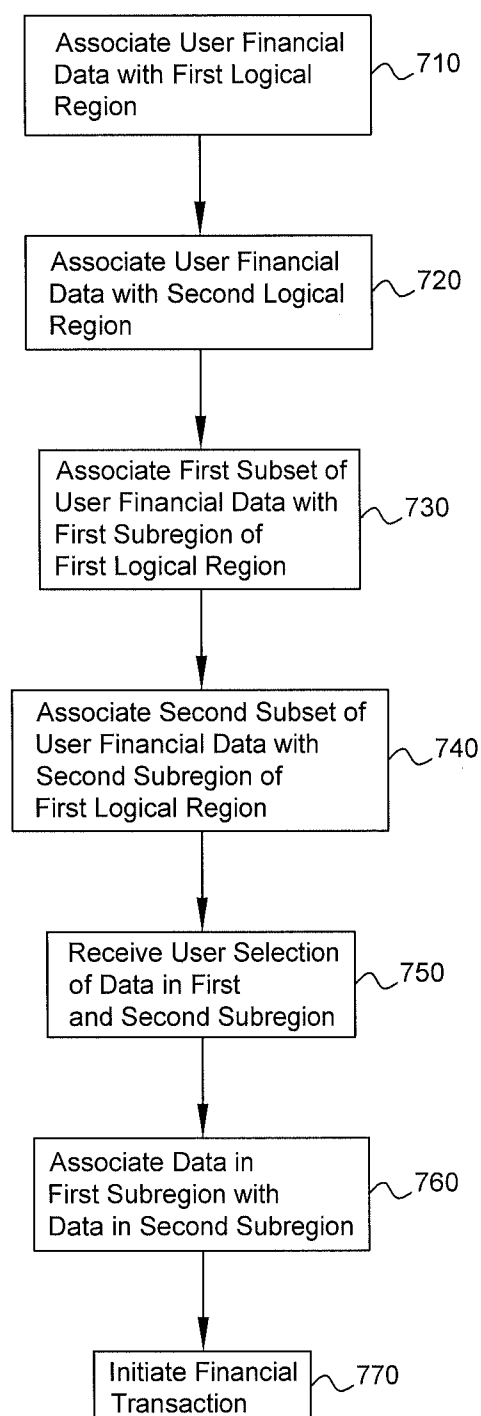 Associate User Financial
Data with First Logical
Region
710
Associate User Financial
Data with Second Logical
Region
720
Associate First Subset of
User Financial Data with
First Subregion of
First Logical Region
730
Associate Second Subset of
User Financial Data with
Second Subregion of
First Logical Region
740
Receive User Selection
of Data in First
and Second Subregion
750
Associate Data in
First Subregion with
Data in Second Subregion
760
Initiate Financial
Transaction
770